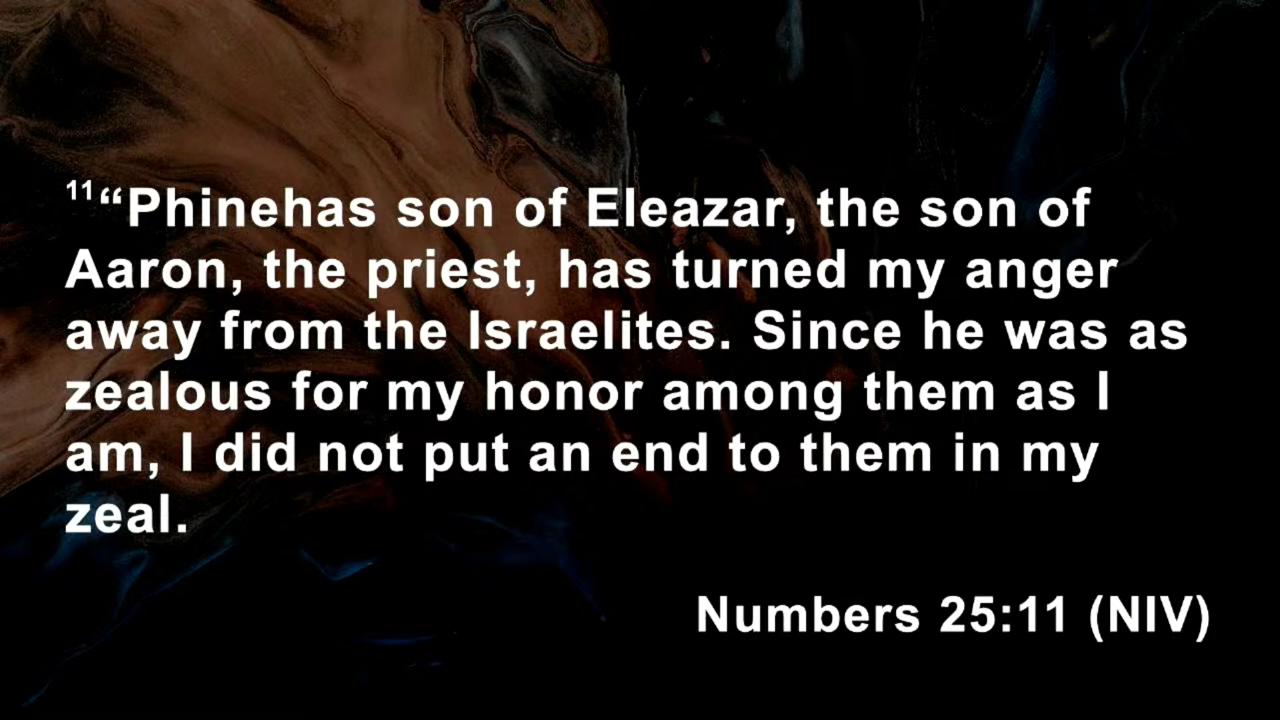 ¹¹“Phinehas son of Eleazar, the son of
Aaron, the priest, has turned my anger
away from the Israelites. Since he was as
zealous for my honor among them as I
am, I did not put an end to them in my
zeal.
Numbers 25:11 (NIV)